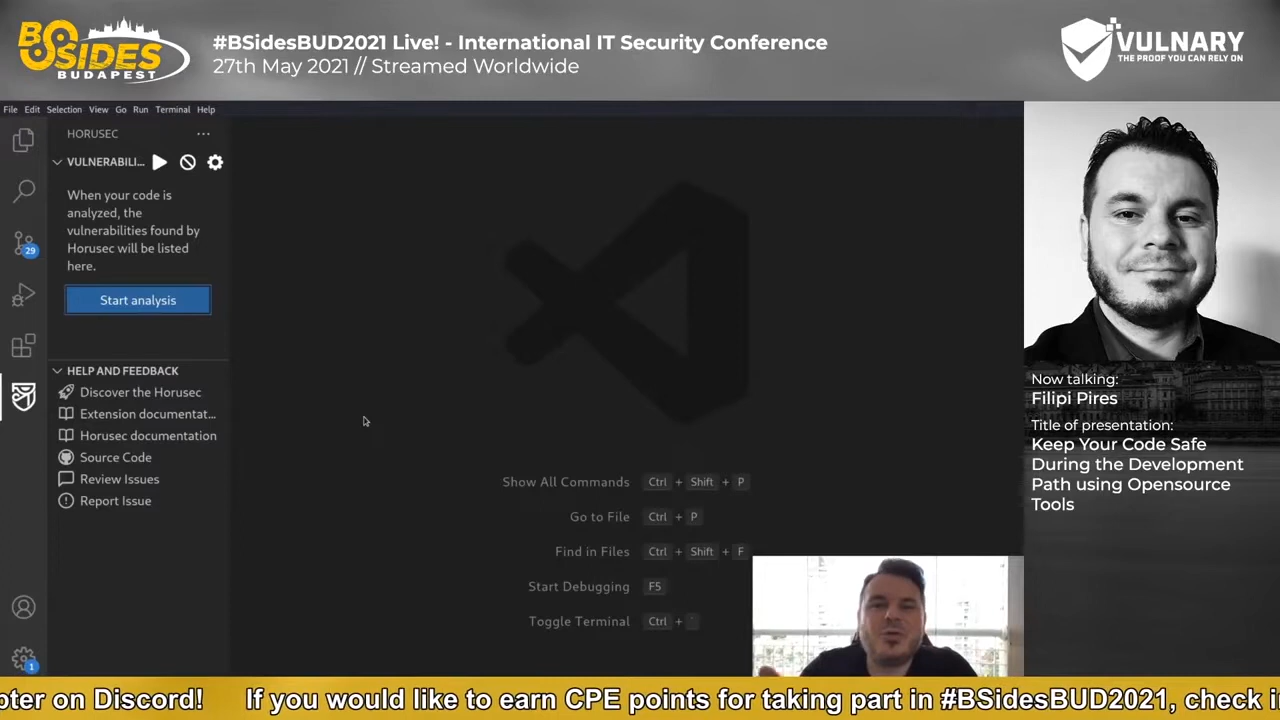 BSIDES
BUDAPEST
#BSidesBUD2021 Live! - International IT Security Conference
27th May 2021 // Streamed Worldwide
VULNARY
THE PROOF YOU CAN RELY ON
File Edit Selection View Go Run Terminal Help
HORUSEC
VULNERABILI...
When your code is
analyzed, the
vulnerabilities found by
Horusec will be listed
here.
Start analysis
29
HELP AND FEEDBACK
Discover the Horusec
Extension documentat...
Horusec documentation
Source Code
Review Issues
Report Issue
1
Show All Commands Ctrl + Shift + P
Go to File Ctrl + P
Find in Files Ctrl + Shift + F
Start Debugging F5
Toggle Terminal Ctrl + `
Now talking:
Filipi Pires
Title of presentation:
Keep Your Code Safe
During the Development
Path using Opensource
Tools
pter on Discord! If you would like to earn CPE points for taking part in #BSidesBUD2021, check i